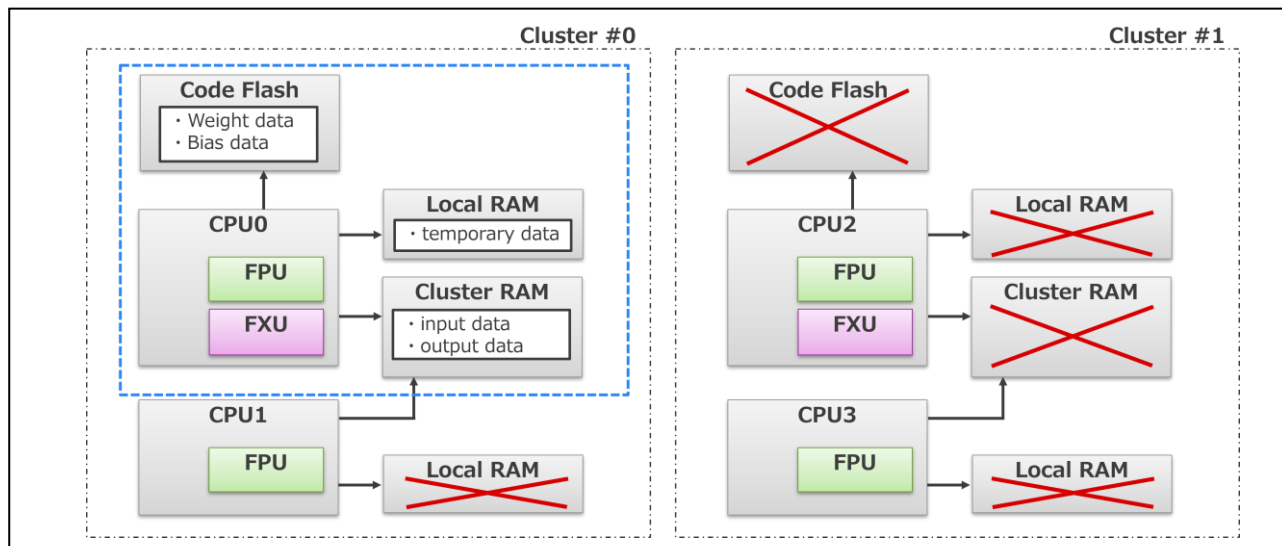 Cluster #0
Code Flash
・Weight data
・Bias data
CPU0
FPU
FXU
Local RAM
・temporary data
Cluster RAM
・input data
・output data
CPU1
FPU
Local RAM
Cluster #1
Code Flash
CPU2
FPU
FXU
Local RAM
Cluster RAM
CPU3
FPU
Local RAM